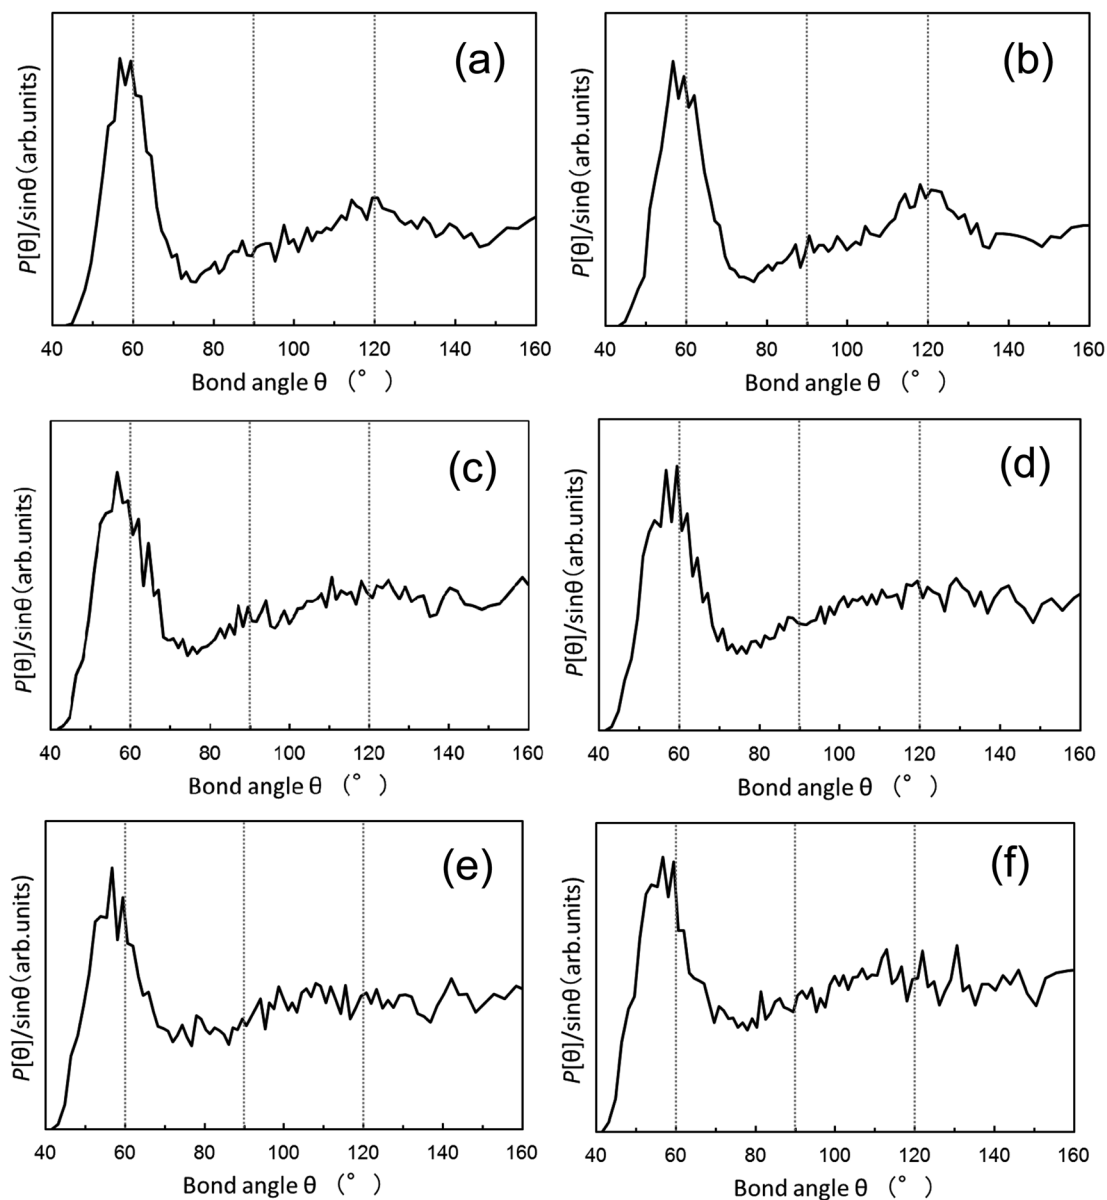 (a)
P[θ]/sinθ（arb.units)
40 60 80 100 120 140 160
Bond angle θ （° ）
(b)
P[θ]/sinθ（arb.units)
40 60 80 100 120 140 160
Bond angle θ （° ）
(c)
P[θ]/sinθ（arb.units)
40 60 80 100 120 140 160
Bond angle θ （° ）
(d)
P[θ]/sinθ（arb.units)
40 60 80 100 120 140 160
Bond angle θ （° ）
(e)
P[θ]/sinθ（arb.units)
40 60 80 100 120 140 160
Bond angle θ （° ）
(f)
P[θ]/sinθ（arb.units)
40 60 80 100 120 140 160
Bond angle θ （° ）